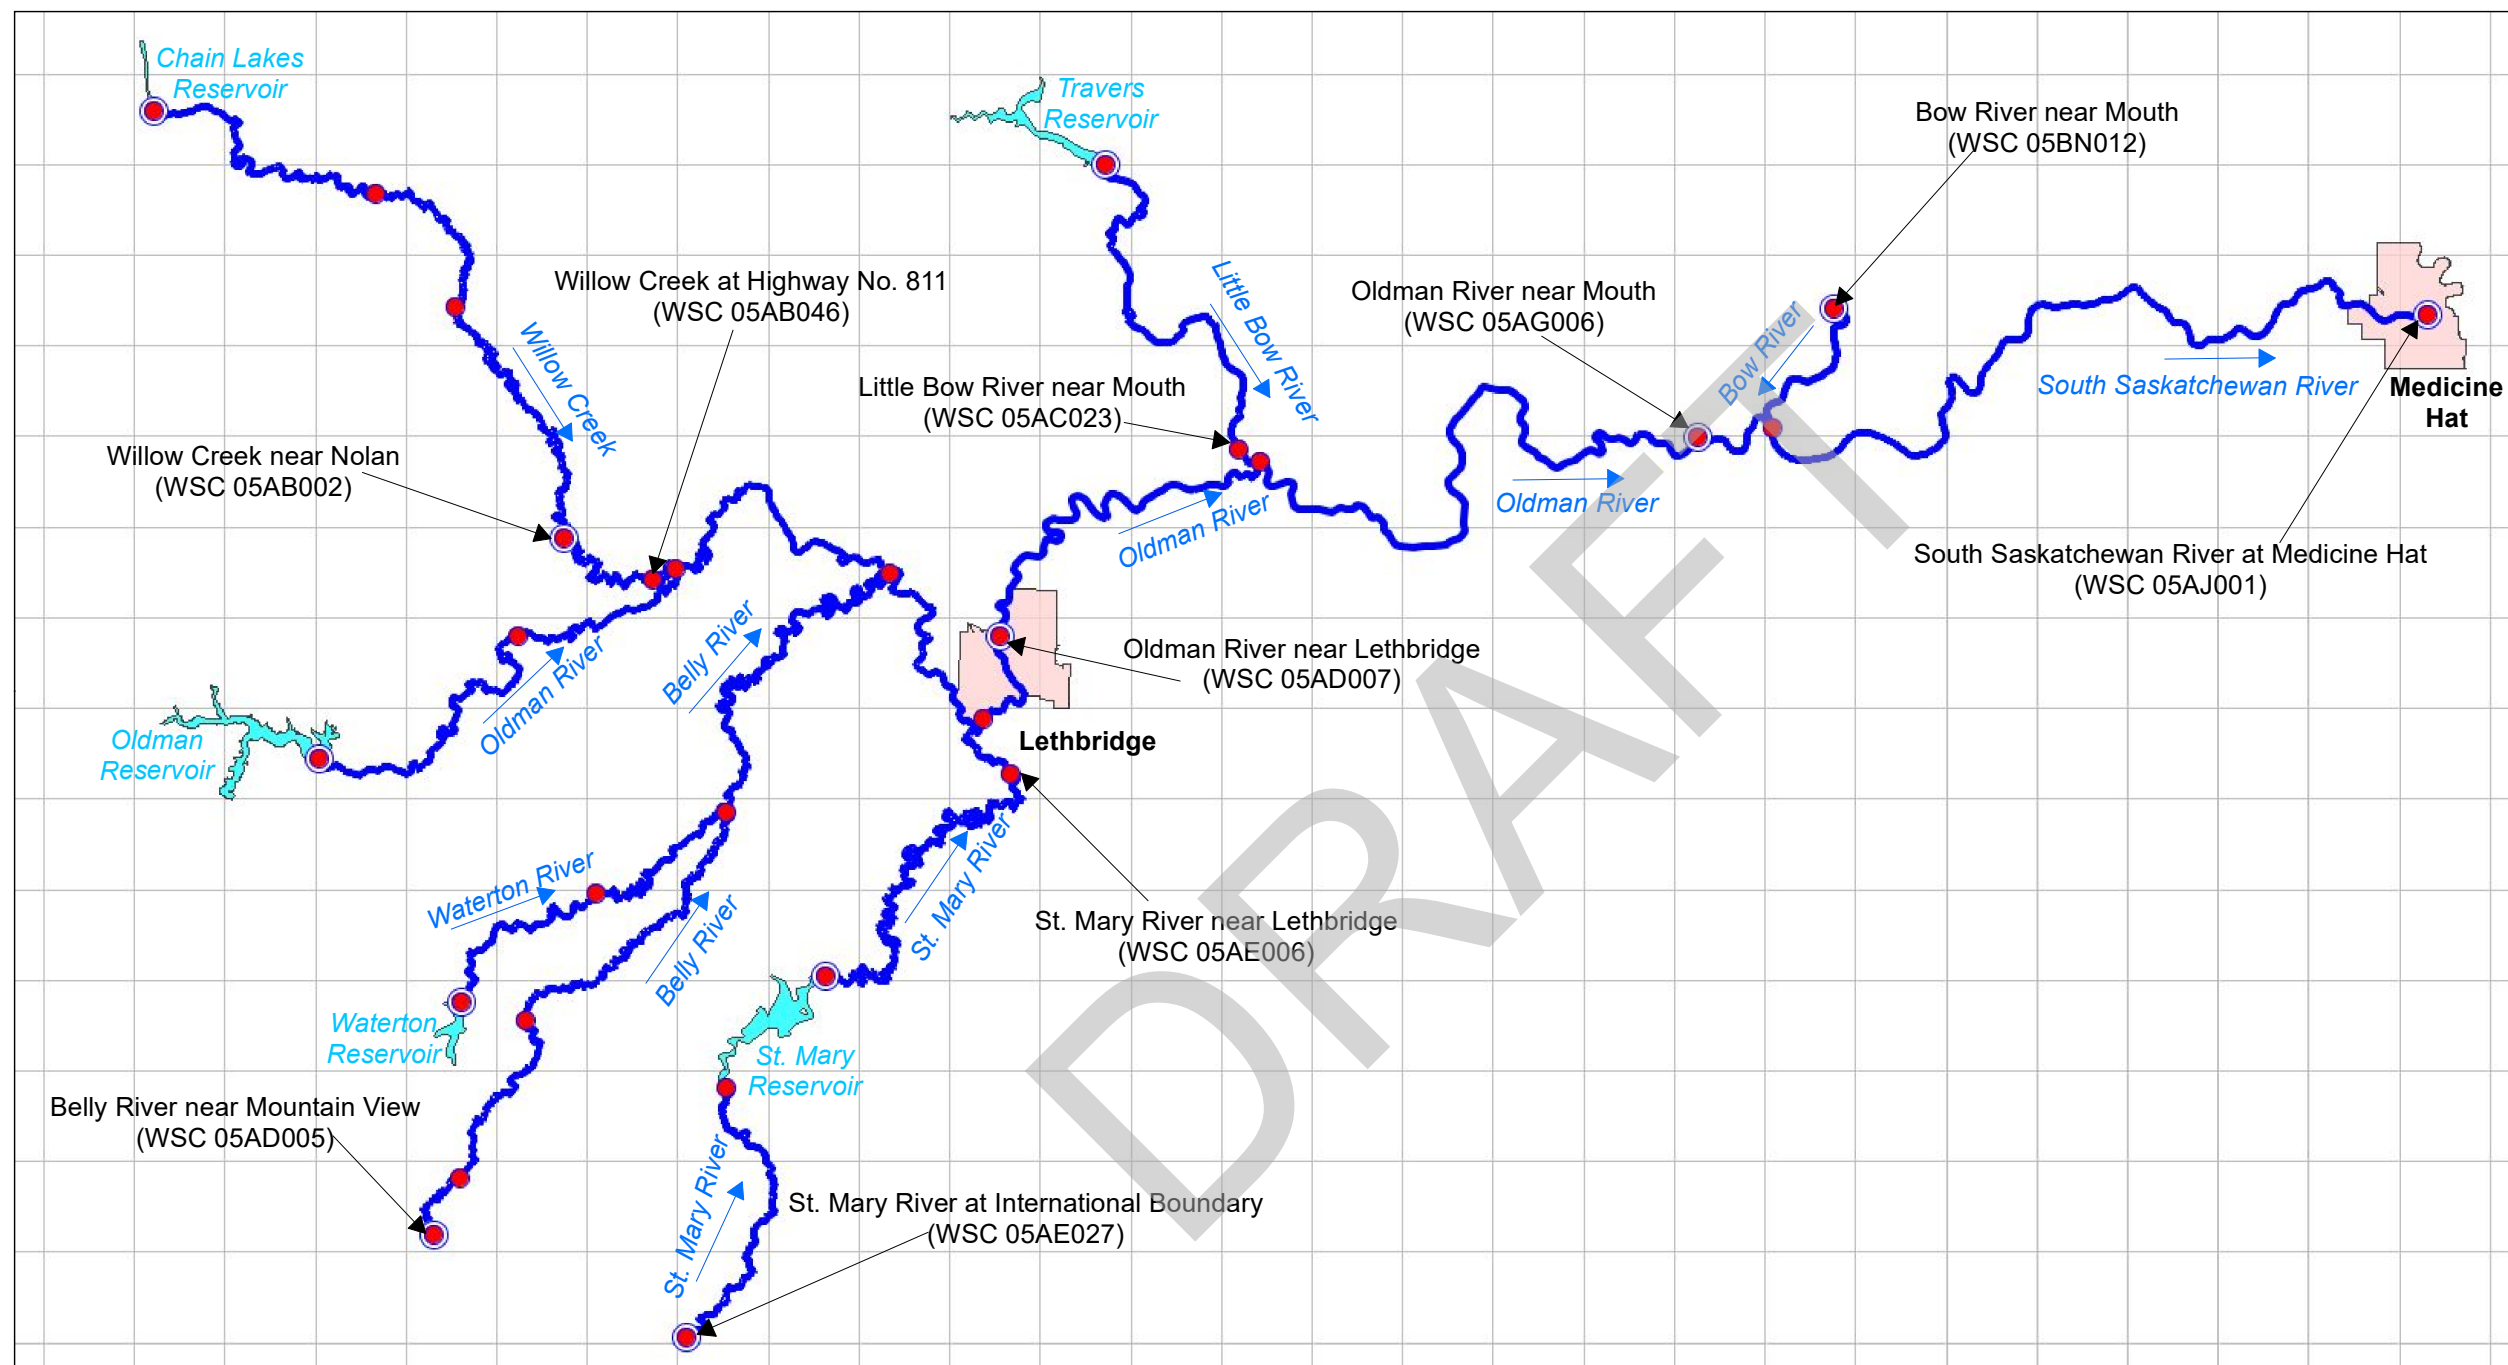 Chain Lakes
Reservoir
Travers
Reservoir
Bow River near Mouth
(WSC 05BN012)
Willow Creek at Highway No. 811
(WSC 05AB046)
Little Bow River
Oldman River near Mouth
(WSC 05AG006)
Bow River
Willow Creek
Little Bow River near Mouth
(WSC 05AC023)
South Saskatchewan River
Medicine
Hat
Willow Creek near Nolan
(WSC 05AB002)
Oldman River
Oldman River
South Saskatchewan River at Medicine Hat
(WSC 05AJ001)
Belly River
Oldman River near Lethbridge
(WSC 05AD007)
Oldman River
Oldman
Reservoir
Lethbridge
DRAFT
Waterton River
St. Mary River
Belly River
St. Mary River near Lethbridge
(WSC 05AE006)
Waterton
Reservoir
St. Mary
Reservoir
Belly River near Mountain View
(WSC 05AD005)
St. Mary River
St. Mary River at International Boundary
(WSC 05AE027)